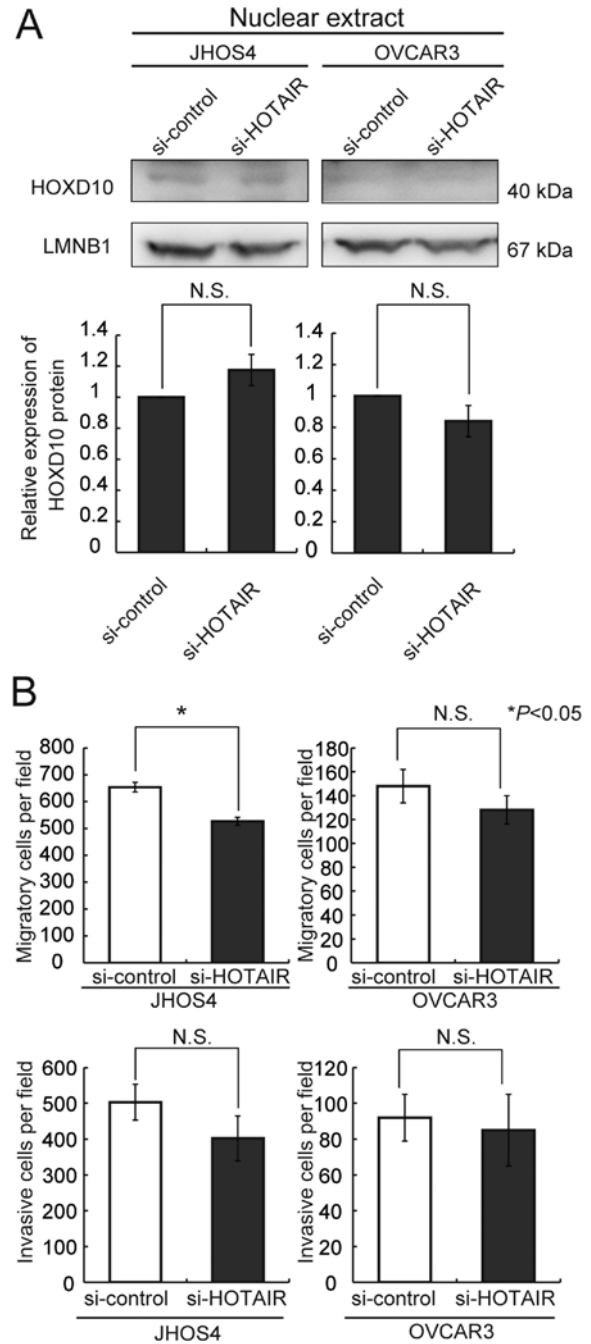 A
Nuclear extract
JHOS4 OVCAR3
si-control si-HOTAIR si-control si-HOTAIR
HOXD10 40 kDa
LMNB1 67 kDa
N.S. N.S.
Relative expression of
HOXD10 protein
1.4 1.4
1.2 1.2
1 1
0.8 0.8
0.6 0.6
0.4 0.4
0.2 0.2
0 0
si-control si-HOTAIR si-control si-HOTAIR
B
* N.S. *P<0.05
Migratory cells per field
800
700
600
500
400
300
200
100
0
si-control si-HOTAIR
JHOS4
Migratory cells per field
180
160
140
120
100
80
60
40
20
0
si-control si-HOTAIR
OVCAR3
N.S.
Invasive cells per field
600
500
400
300
200
100
0
si-control si-HOTAIR
JHOS4
N.S.
Invasive cells per field
120
100
80
60
40
20
0
si-control si-HOTAIR
OVCAR3